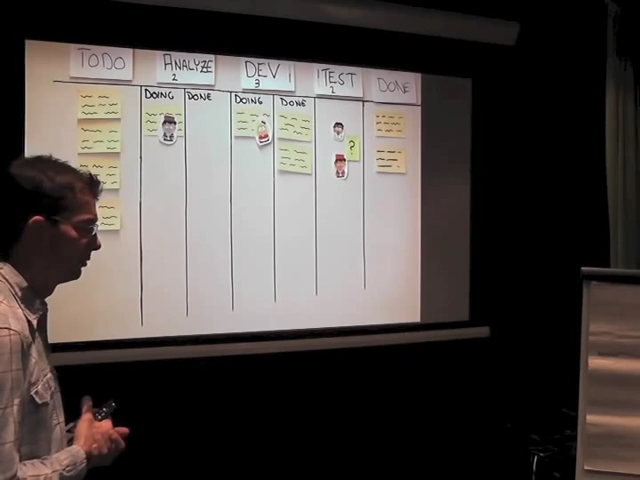 TODO
ANALYZE
2
DEV
3
TEST
2
DONE
DOING
DONE
DOING
DONE
?